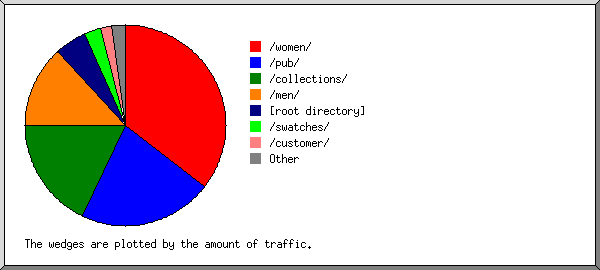 /women/
/pub/
/collections/
/men/
[root directory]
/swatches/
/customer/
Other
The wedges are plotted by the amount of traffic.